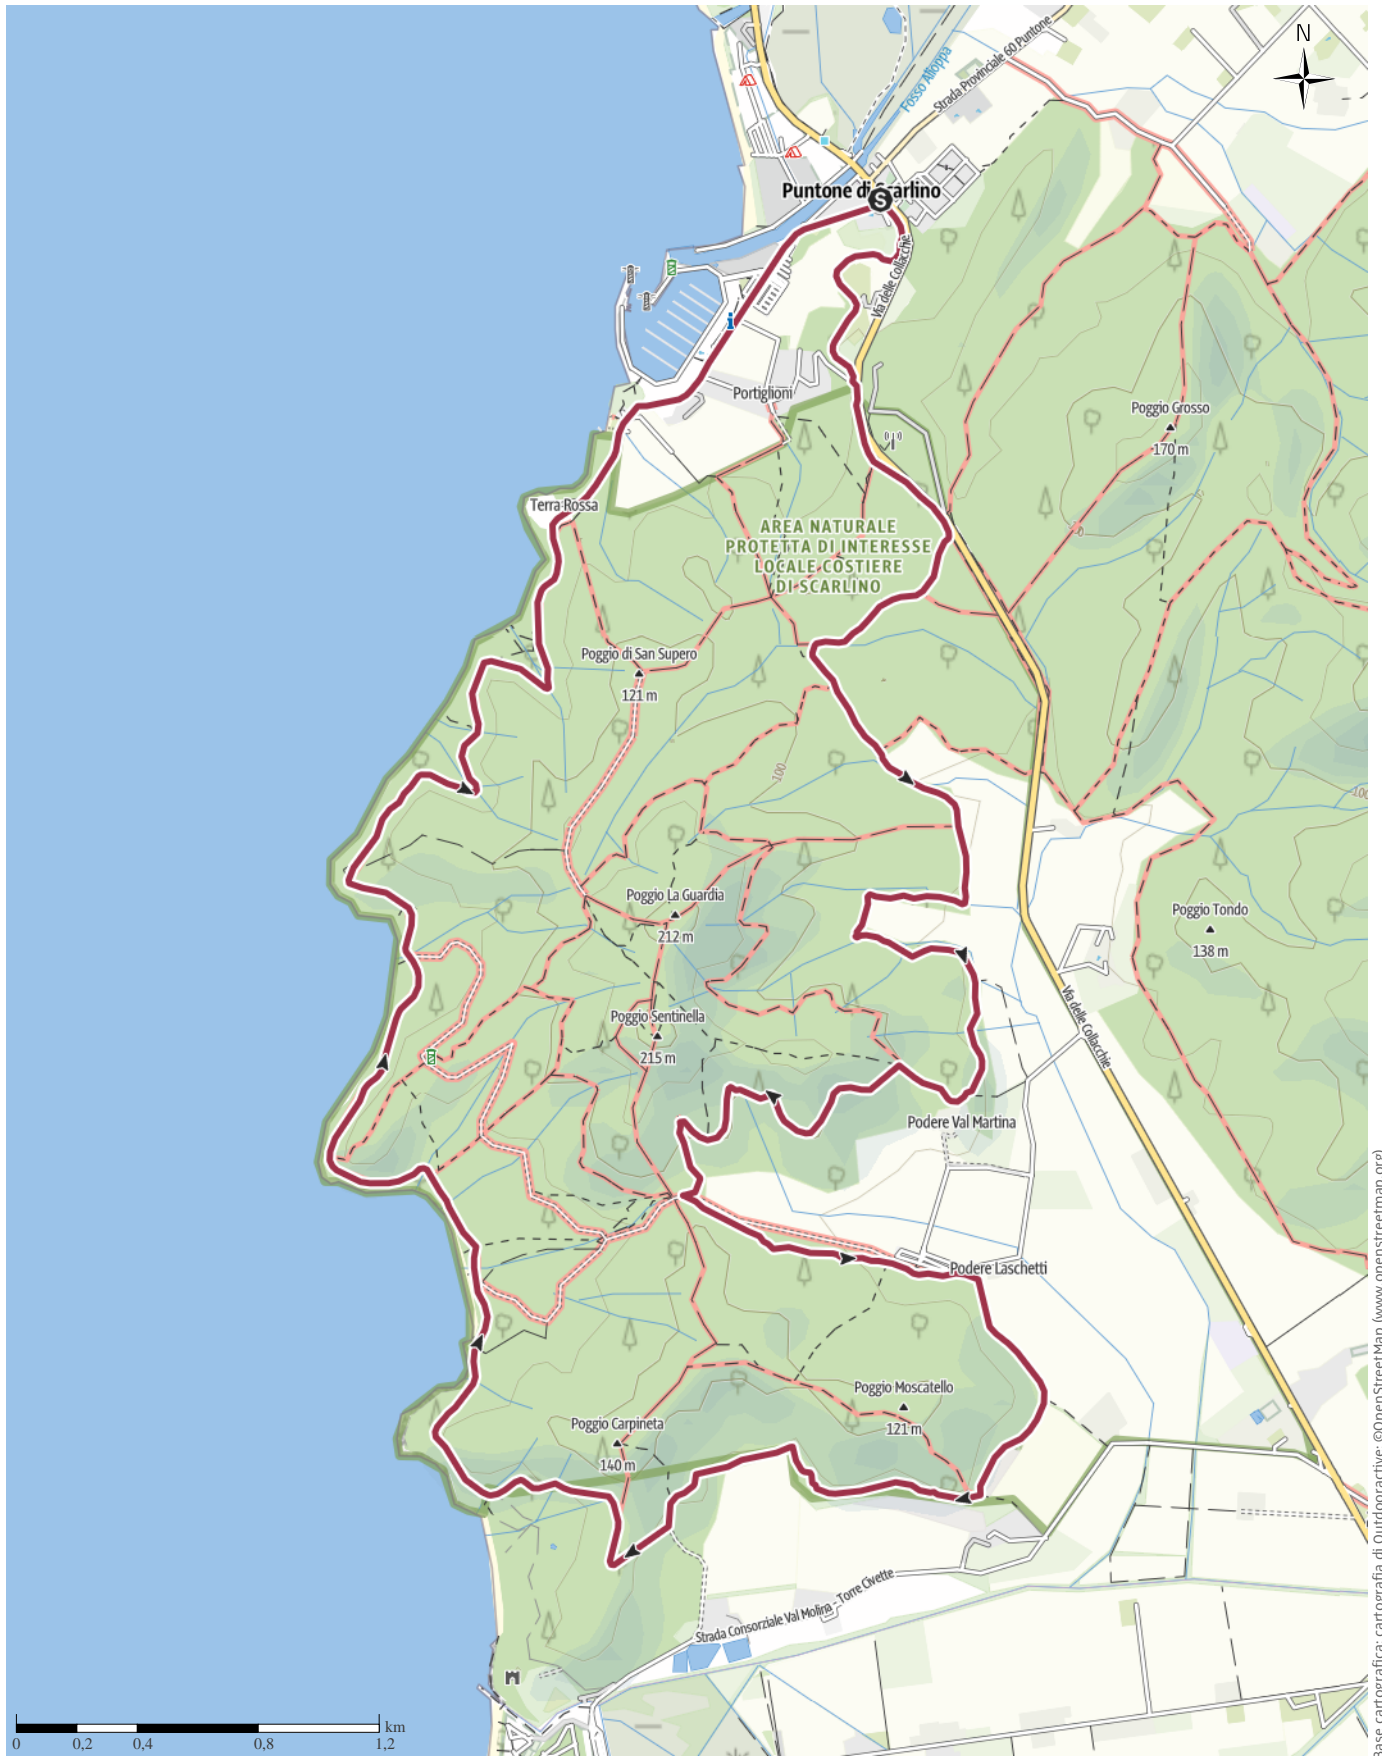 N
Fosso Alloppa
Strada Provinciale 60 Puntone
Puntone di Scarlino
S
Via delle Collacchie
i
Portiglioni
Poggio Grosso
170 m
Terra Rossa
AREA NATURALE
PROTETTA DI INTERESSE
LOCALE COSTIERE
DI SCARLINO
Poggio di San Supero
121 m
100
100
Poggio La Guardia
212 m
Poggio Tondo
138 m
Poggio Sentinella
215 m
Via delle Collacchie
Podere Val Martina
Podere Laschetti
Poggio Moscatello
121 m
Poggio Carpineta
140 m
Strada Consorziale Val Molina - Torre Civette
km
0
0,2
0,4
0,8
1,2
Base cartografica: cartografia di Outdooractive; ©OpenStreetMap (www.openstreetmap.org)